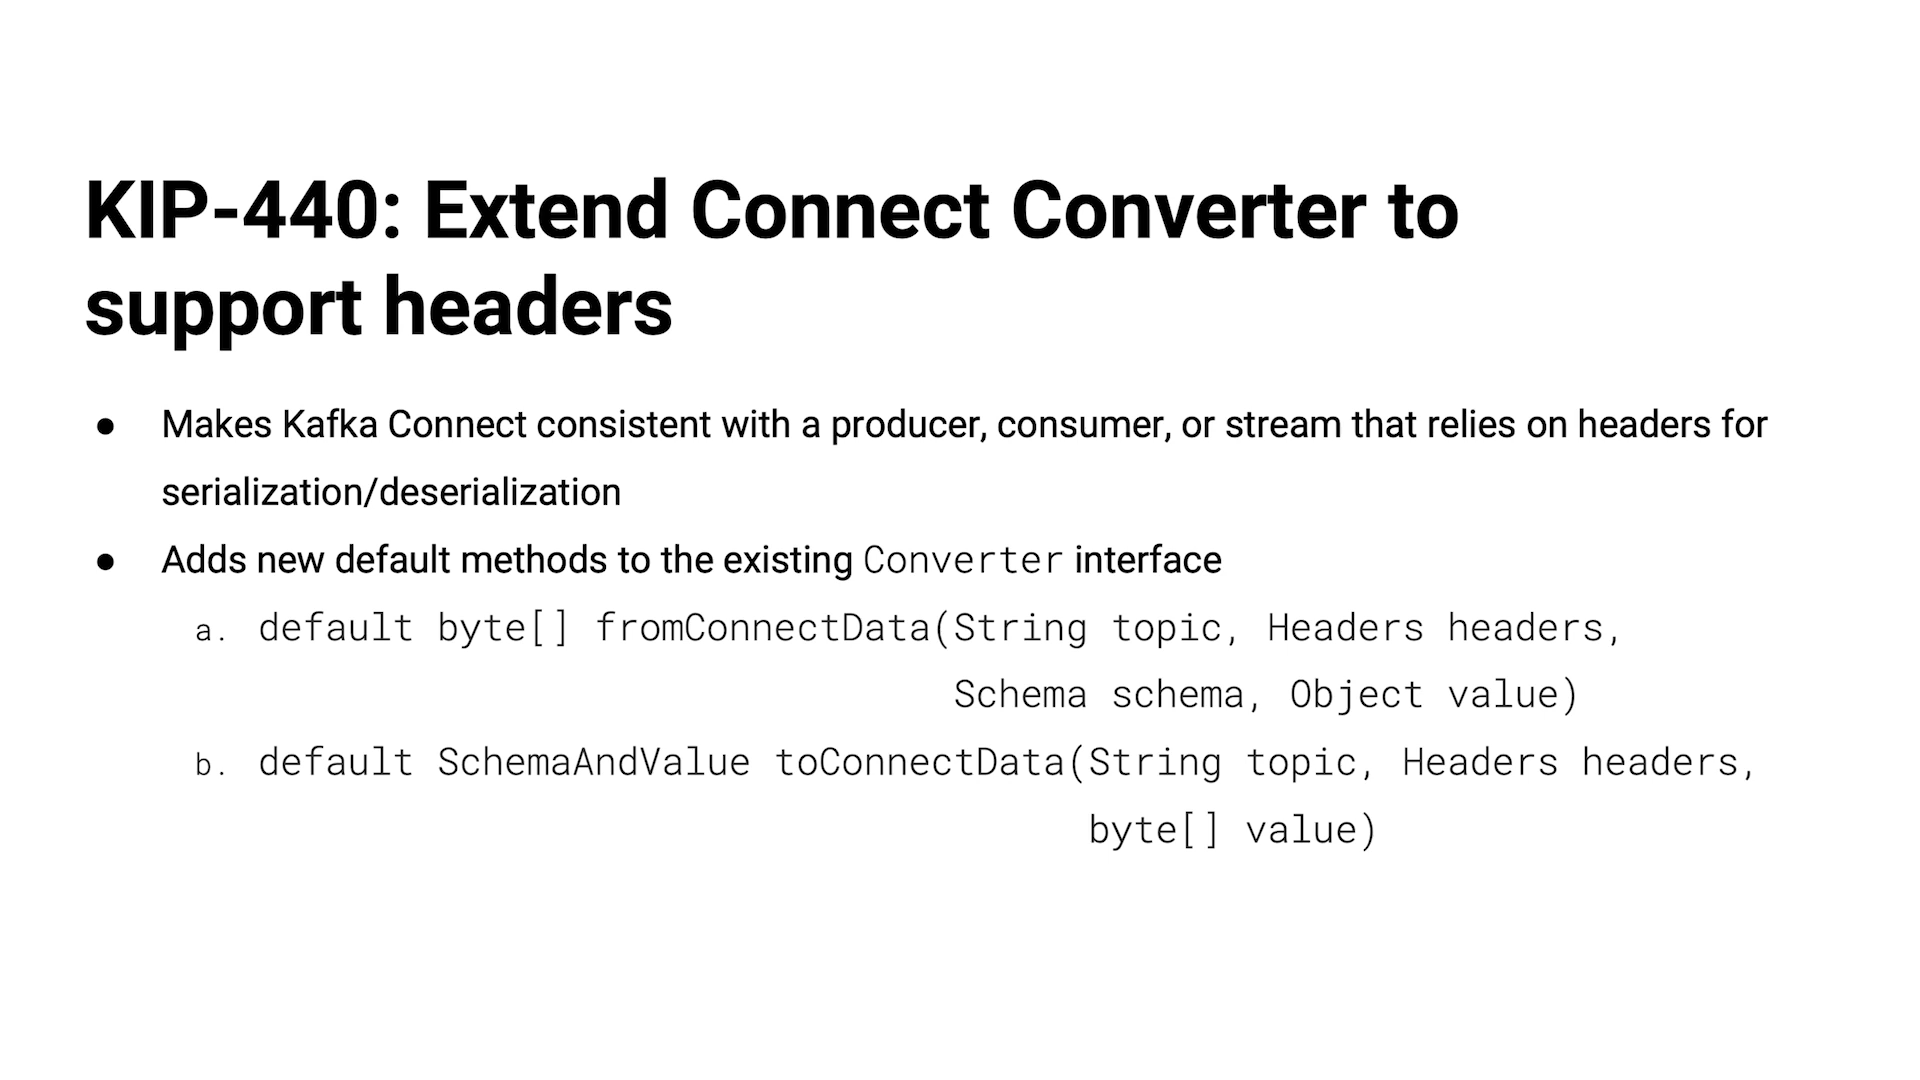 KIP-440: Extend Connect Converter to
support headers
● Makes Kafka Connect consistent with a producer, consumer, or stream that relies on headers for
serialization/deserialization
● Adds new default methods to the existing Converter interface
a. default byte[] fromConnectData(String topic, Headers headers,
Schema schema, Object value)
b. default SchemaAndValue toConnectData(String topic, Headers headers,
byte[] value)